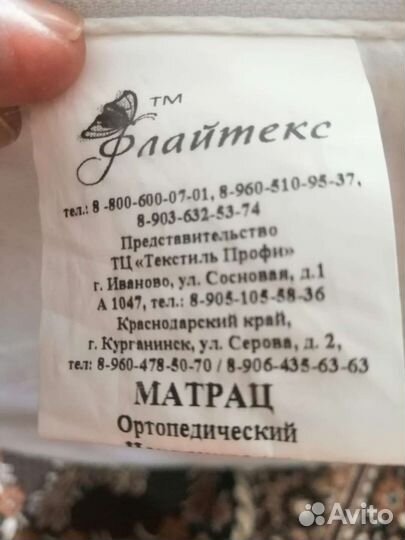 TM
Флайтекс
тел.: 8 -800-600-07-01, 8-960-510-95-37,
8-903-632-53-74
Представительство
ТЦ «Текстиль Профи»
г. Иваново, ул. Сосновая, д.1
А 1047, тел.: 8-905-105-58-36
Краснодарский край,
г. Курганинск, ул. Серова, д. 2,
тел: 8-960-478-50-70 / 8-906-435-63-63
МАТРАЦ
Ортопедический
Avito